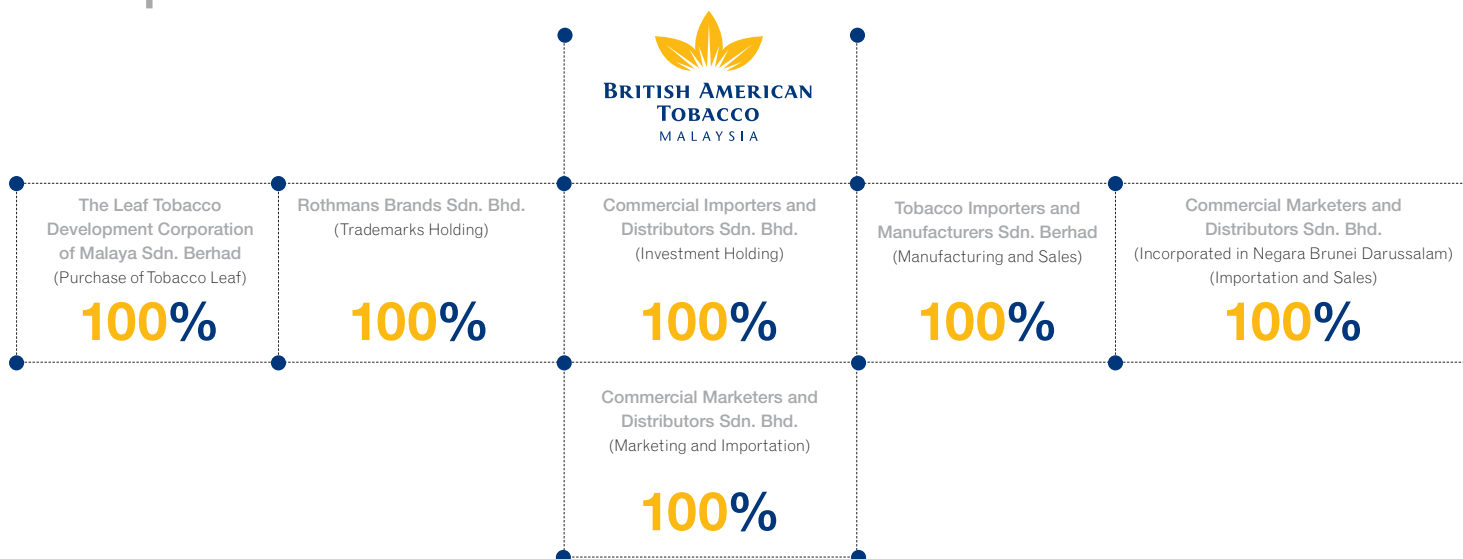 BRITISH AMERICAN
TOBACCO
MALAYSIA
The Leaf Tobacco
Development Corporation
of Malaya Sdn. Berhad
(Purchase of Tobacco Leaf)
100%
Rothmans Brands Sdn. Bhd.
(Trademarks Holding)
100%
Commercial Importers and
Distributors Sdn. Bhd.
(Investment Holding)
100%
Tobacco Importers and
Manufacturers Sdn. Berhad
(Manufacturing and Sales)
100%
Commercial Marketers and
Distributors Sdn. Bhd.
(Incorporated in Negara Brunei Darussalam)
(Importation and Sales)
100%
Commercial Marketers and
Distributors Sdn. Bhd.
(Marketing and Importation)
100%